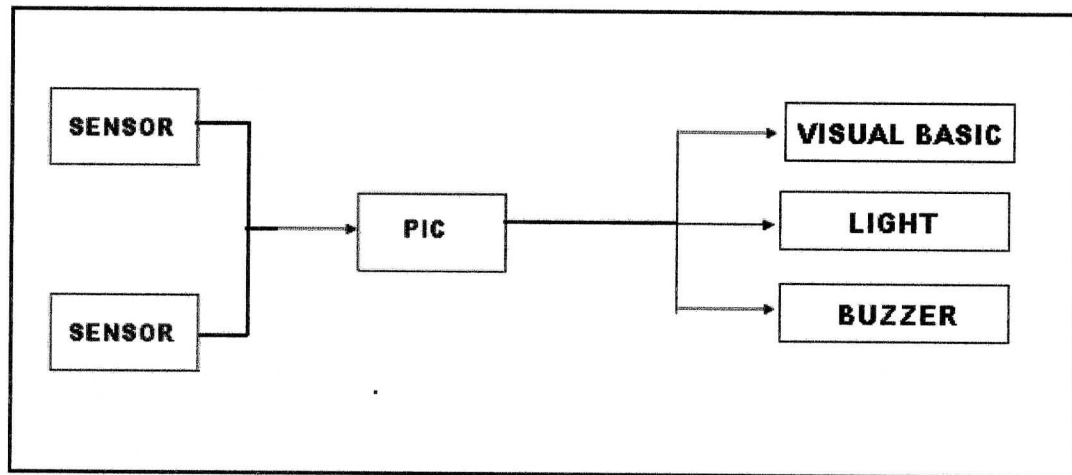 SENSOR
SENSOR
PIC
VISUAL BASIC
LIGHT
BUZZER